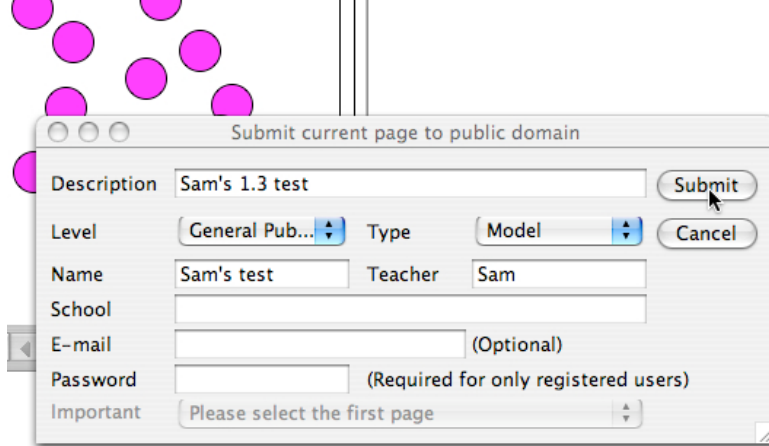 Submit current page to public domain
Description Sam's 1.3 test Submit
Level General Pub... Type Model Cancel
Name Sam's test Teacher Sam
School
E-mail (Optional)
Password (Required for only registered users)
Important Please select the first page